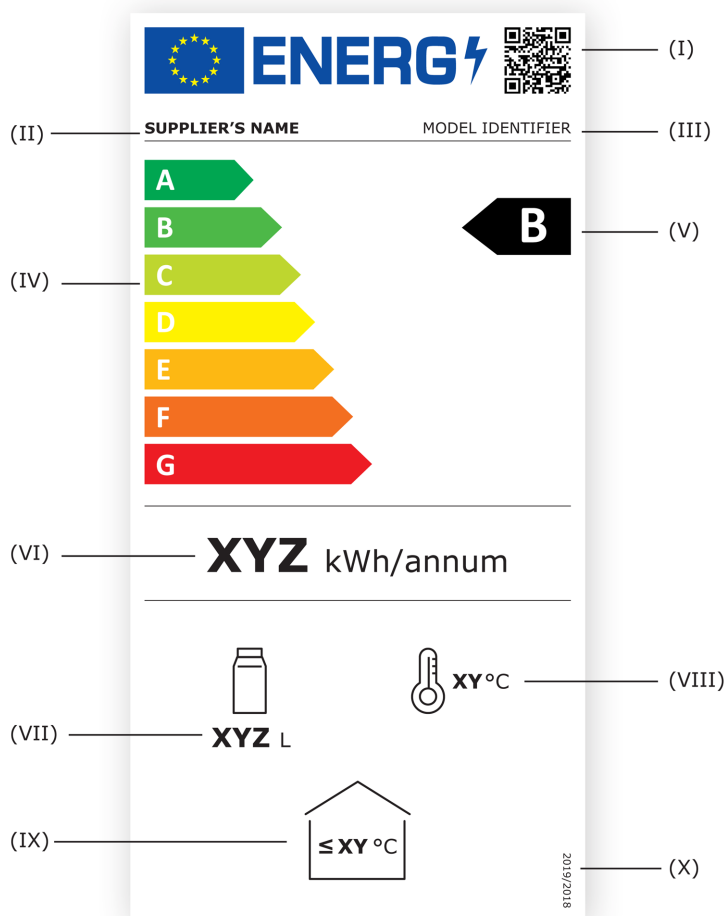 ENERG
(I)
(II)
SUPPLIER'S NAME
MODEL IDENTIFIER
(III)
A
B
B
(V)
(IV)
C
D
E
F
G
(VI)
XYZ kWh/annum
XY°C
(VIII)
(VII)
XYZ L
(IX)
≤ XY °C
2019/2018
(X)